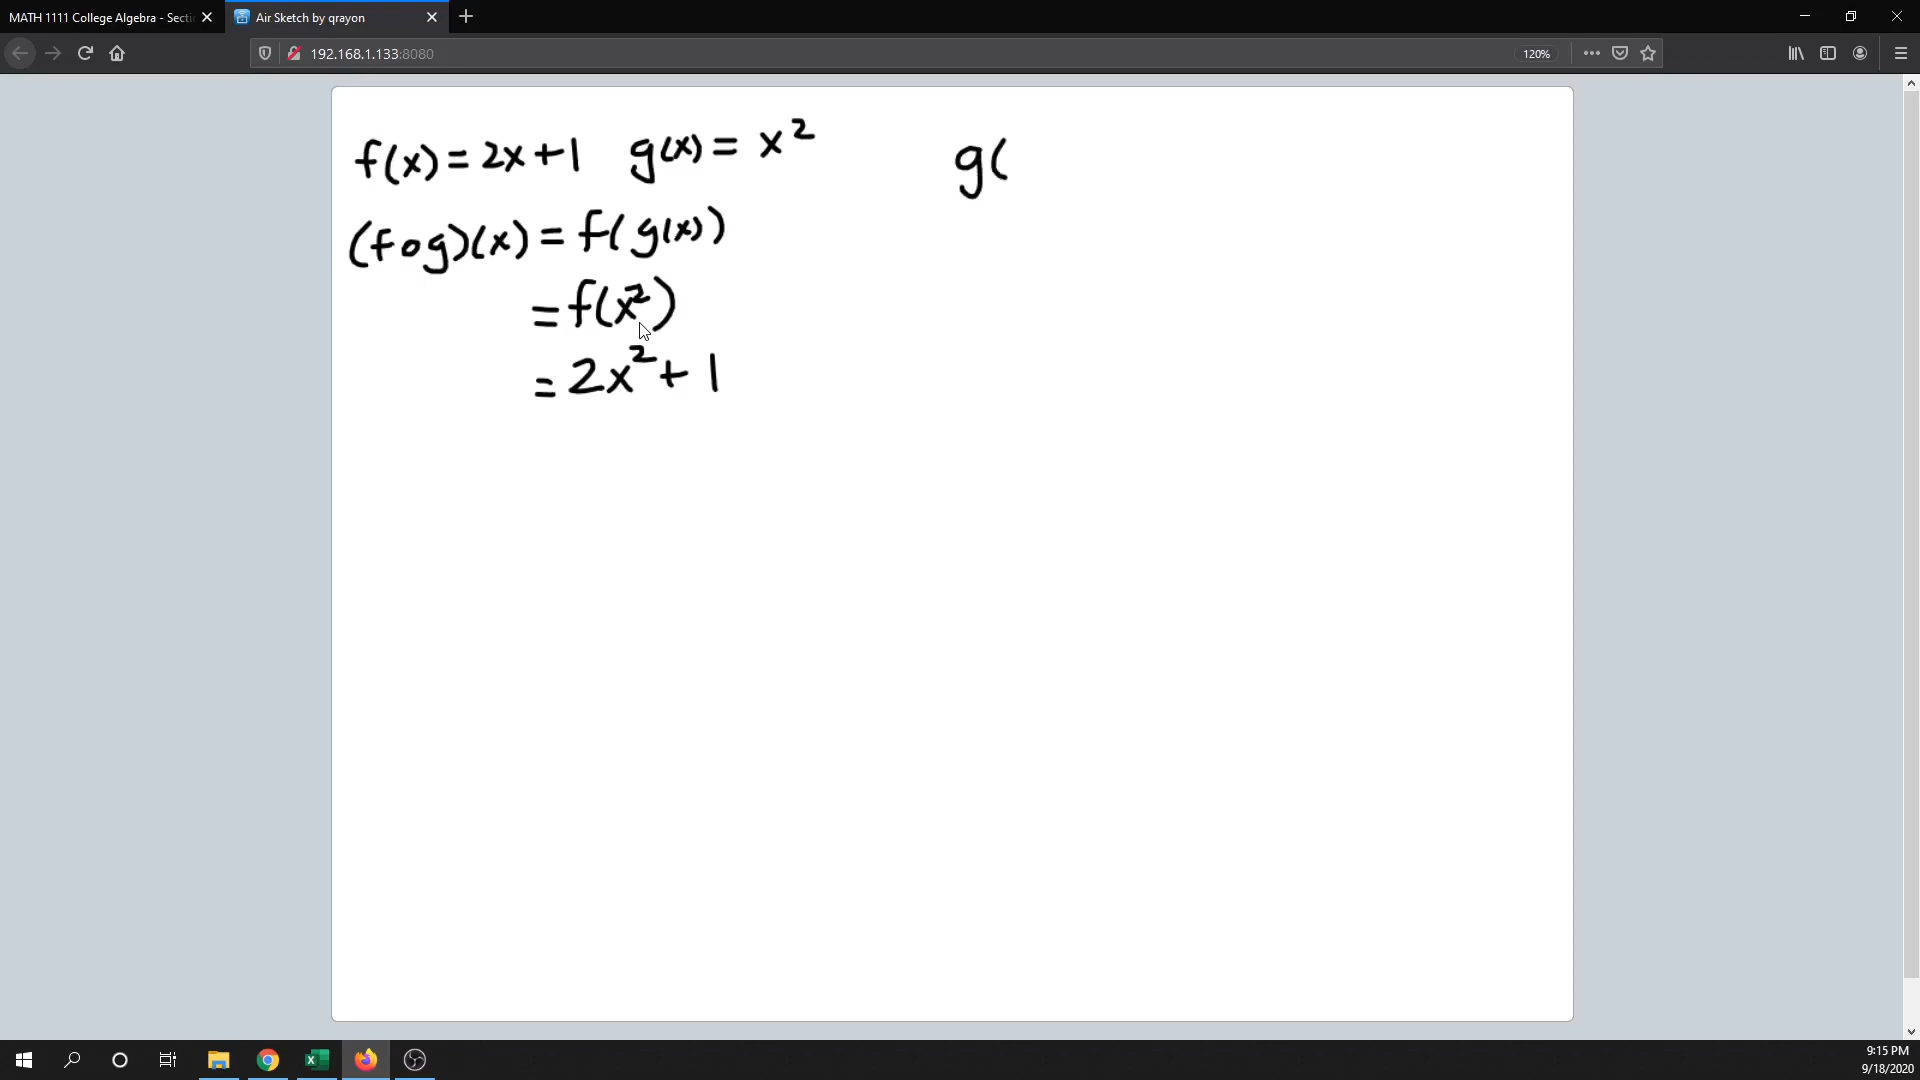 MATH 1111 College Algebra - Secti
Air Sketch by qrayon
192.168.1.133:8080
120%
f(x) = 2x + 1 g(x) = x²
g(
(f∘g)(x) = f(g(x))
= f(x²)
= 2x² + 1
9:15 PM
9/18/2020